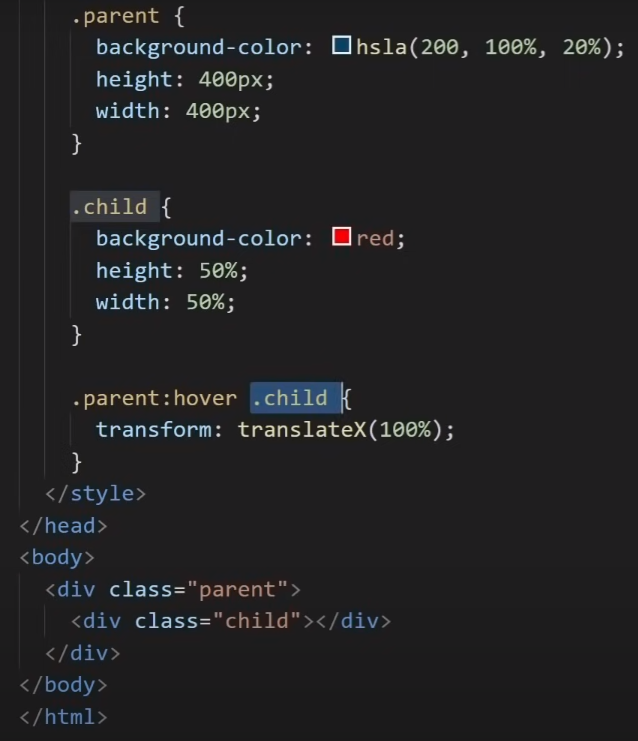 .parent {
background-color: hsla(200, 100%, 20%);
height: 400px;
width: 400px;
}
.child {
background-color: red;
height: 50%;
width: 50%;
}
.parent:hover .child {
transform: translateX(100%);
}
</style>
</head>
<body>
<div class="parent">
<div class="child"></div>
</div>
</body>
</html>